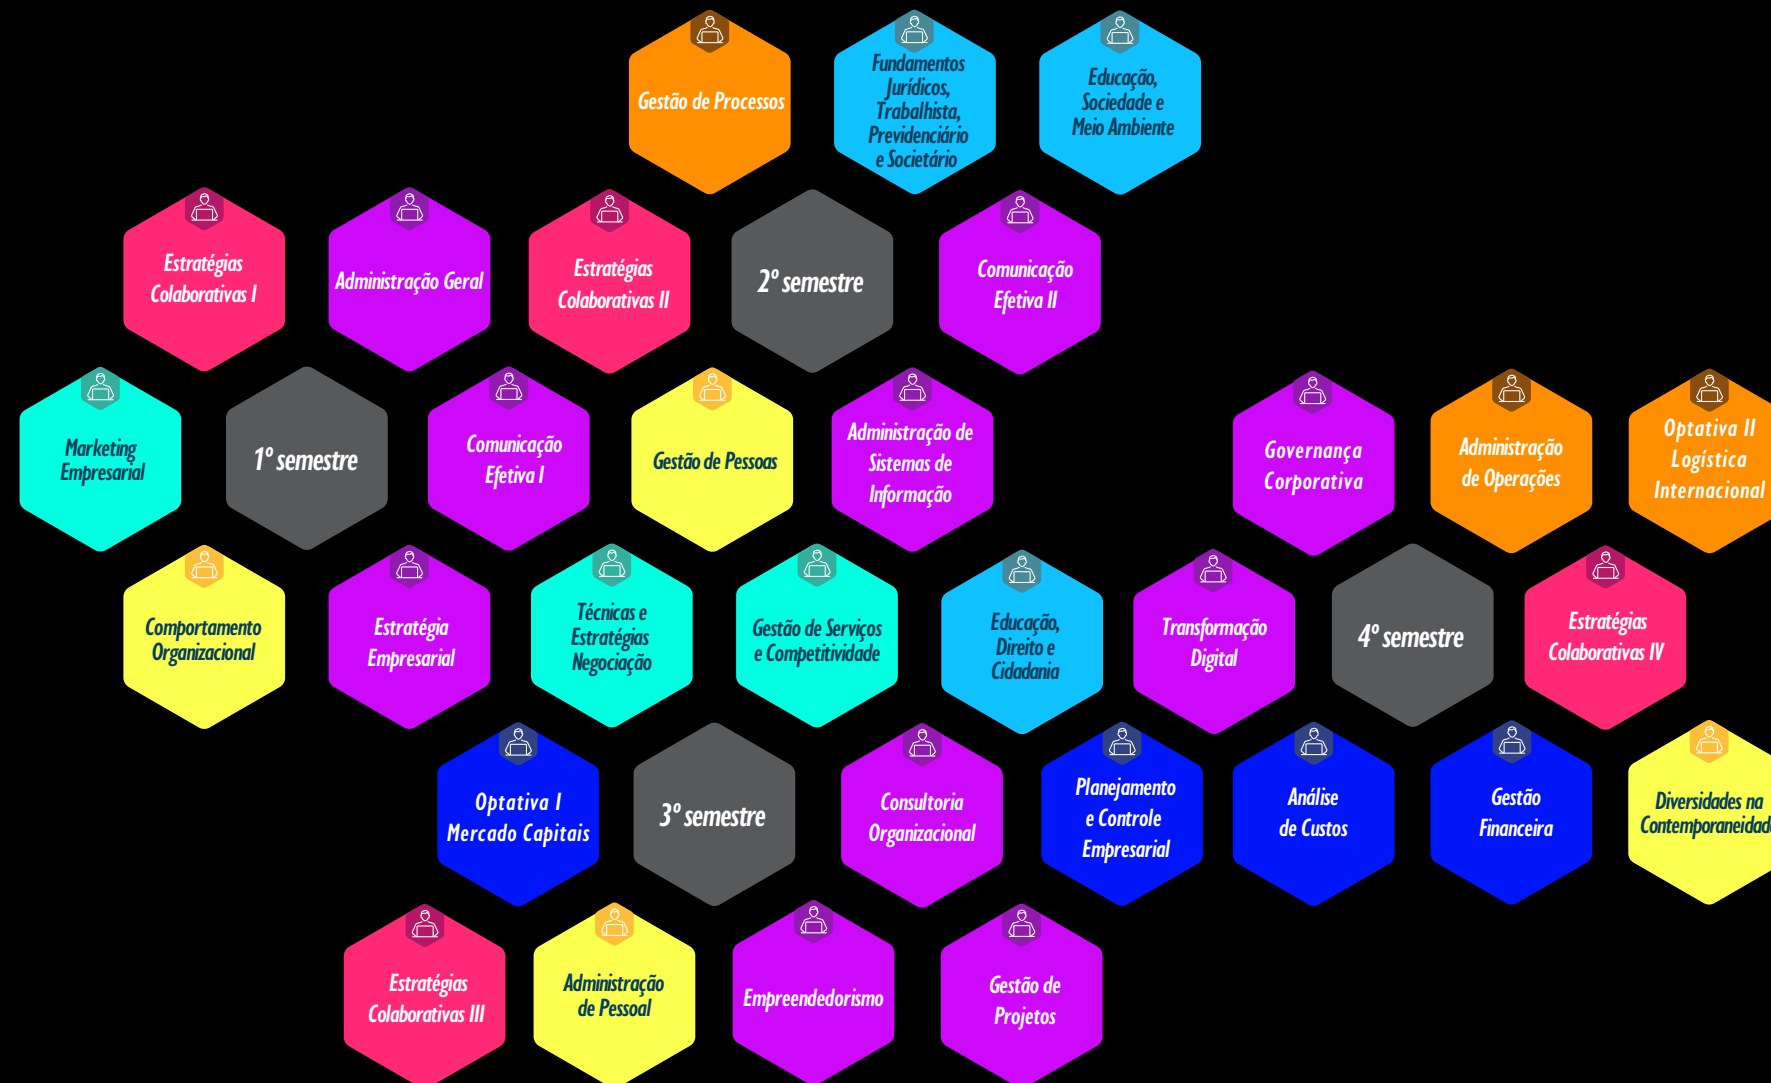 Gestão de Processos
Fundamentos
Jurídicos,
Trabalhista,
Previdenciário
e Societário
Educação,
Sociedade e
Meio Ambiente
Estratégias
Colaborativas I
Administração Geral
Estratégias
Colaborativas II
2º semestre
Comunicação
Efetiva II
Marketing
Empresarial
1º semestre
Comunicação
Efetiva I
Gestão de Pessoas
Administração de
Sistemas de
Informação
Governança
Corporativa
Administração
de Operações
Optativa II
Logística
Internacional
Comportamento
Organizacional
Estratégia
Empresarial
Técnicas e
Estratégias
Negociação
Gestão de Serviços
e Competitividade
Educação,
Direito e
Cidadania
Transformação
Digital
4º semestre
Estratégias
Colaborativas IV
Optativa I
Mercado Capitais
3º semestre
Consultoria
Organizacional
Planejamento
e Controle
Empresarial
Análise
de Custos
Gestão
Financeira
Diversidades na
Contemporaneidad
Estratégias
Colaborativas III
Administração
de Pessoal
Empreendedorismo
Gestão de
Projetos